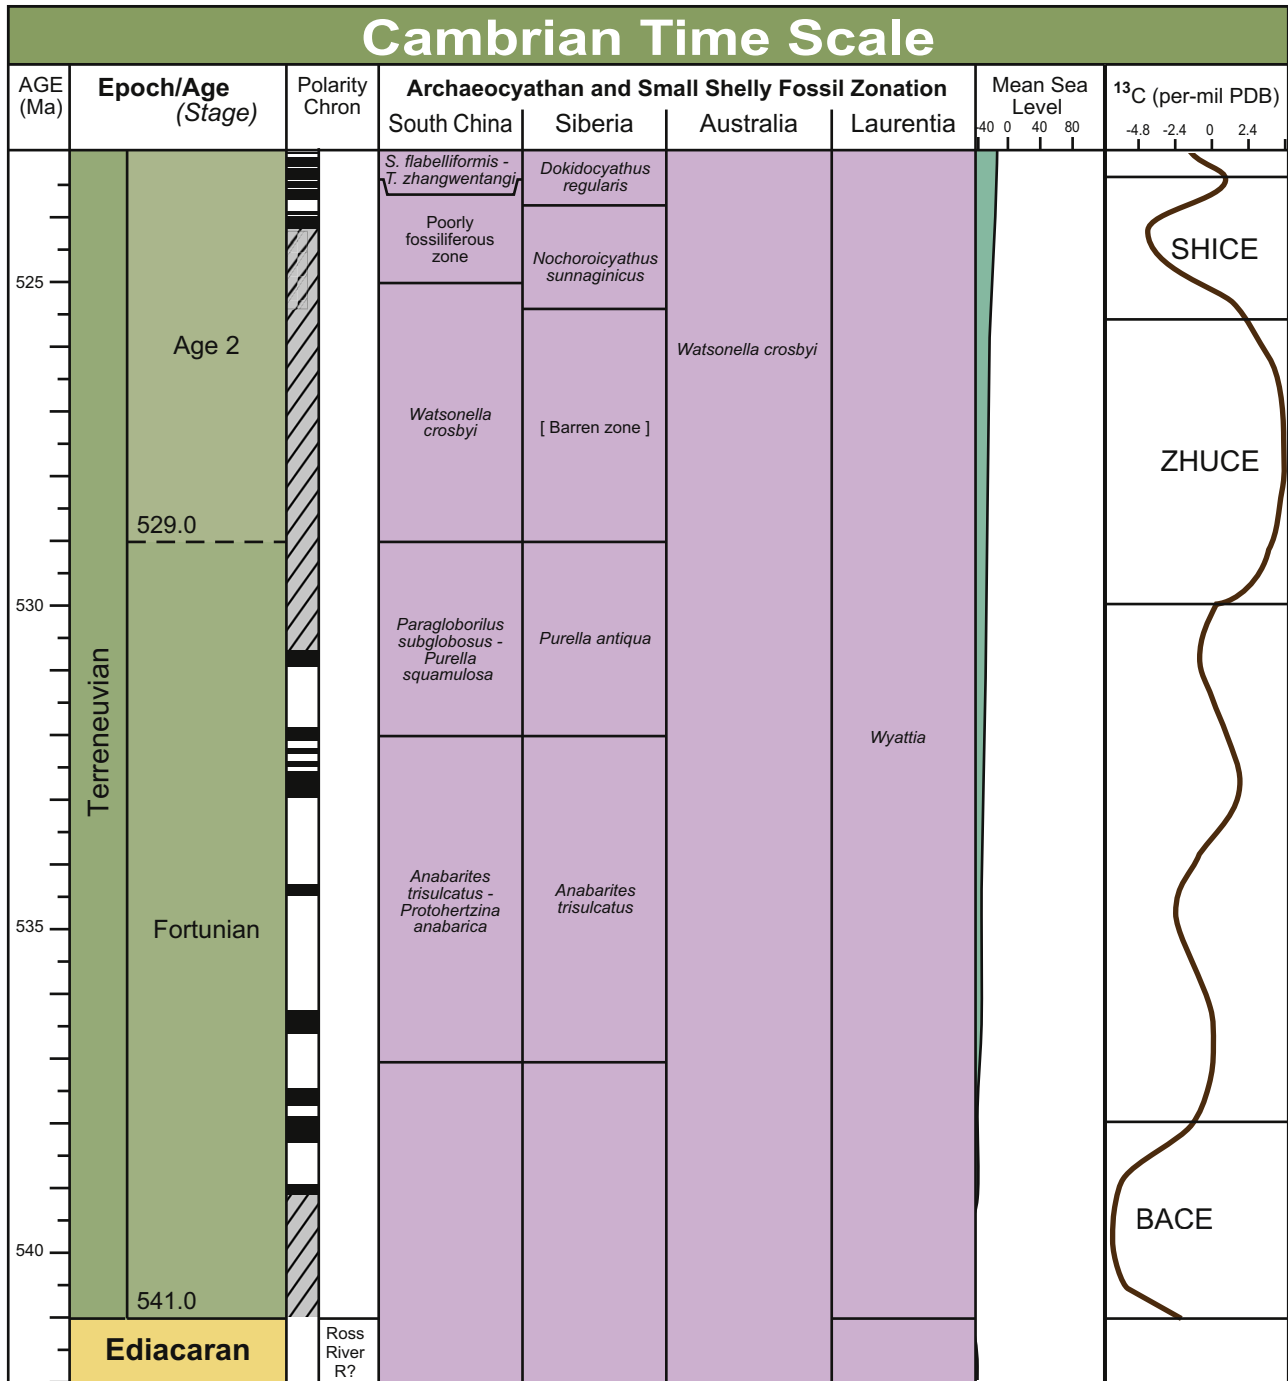 Cambrian Time Scale
AGE
(Ma)
Epoch/Age
(Stage)
Polarity
Chron
Archaeocyathan and Small Shelly Fossil Zonation
South China
Siberia
Australia
Laurentia
Mean Sea
Level
-40 0 40 80
13C (per-mil PDB)
-4.8 -2.4 0 2.4
S. flabelliformis -
T. zhangwentangi
Dokidocyathus
regularis
Poorly
fossiliferous
zone
Nochoroicyathus
sunnaginicus
SHICE
525
Age 2
Watsonella crosbyi
Watsonella
crosbyi
[ Barren zone ]
ZHUCE
529.0
530
Terreneuvian
Paragloborilus
subglobosus -
Purella
squamulosa
Purella antiqua
Wyattia
Anabarites
trisulcatus -
Protohertzina
anabarica
Anabarites
trisulcatus
535
Fortunian
BACE
540
541.0
Ediacaran
Ross
River
R?